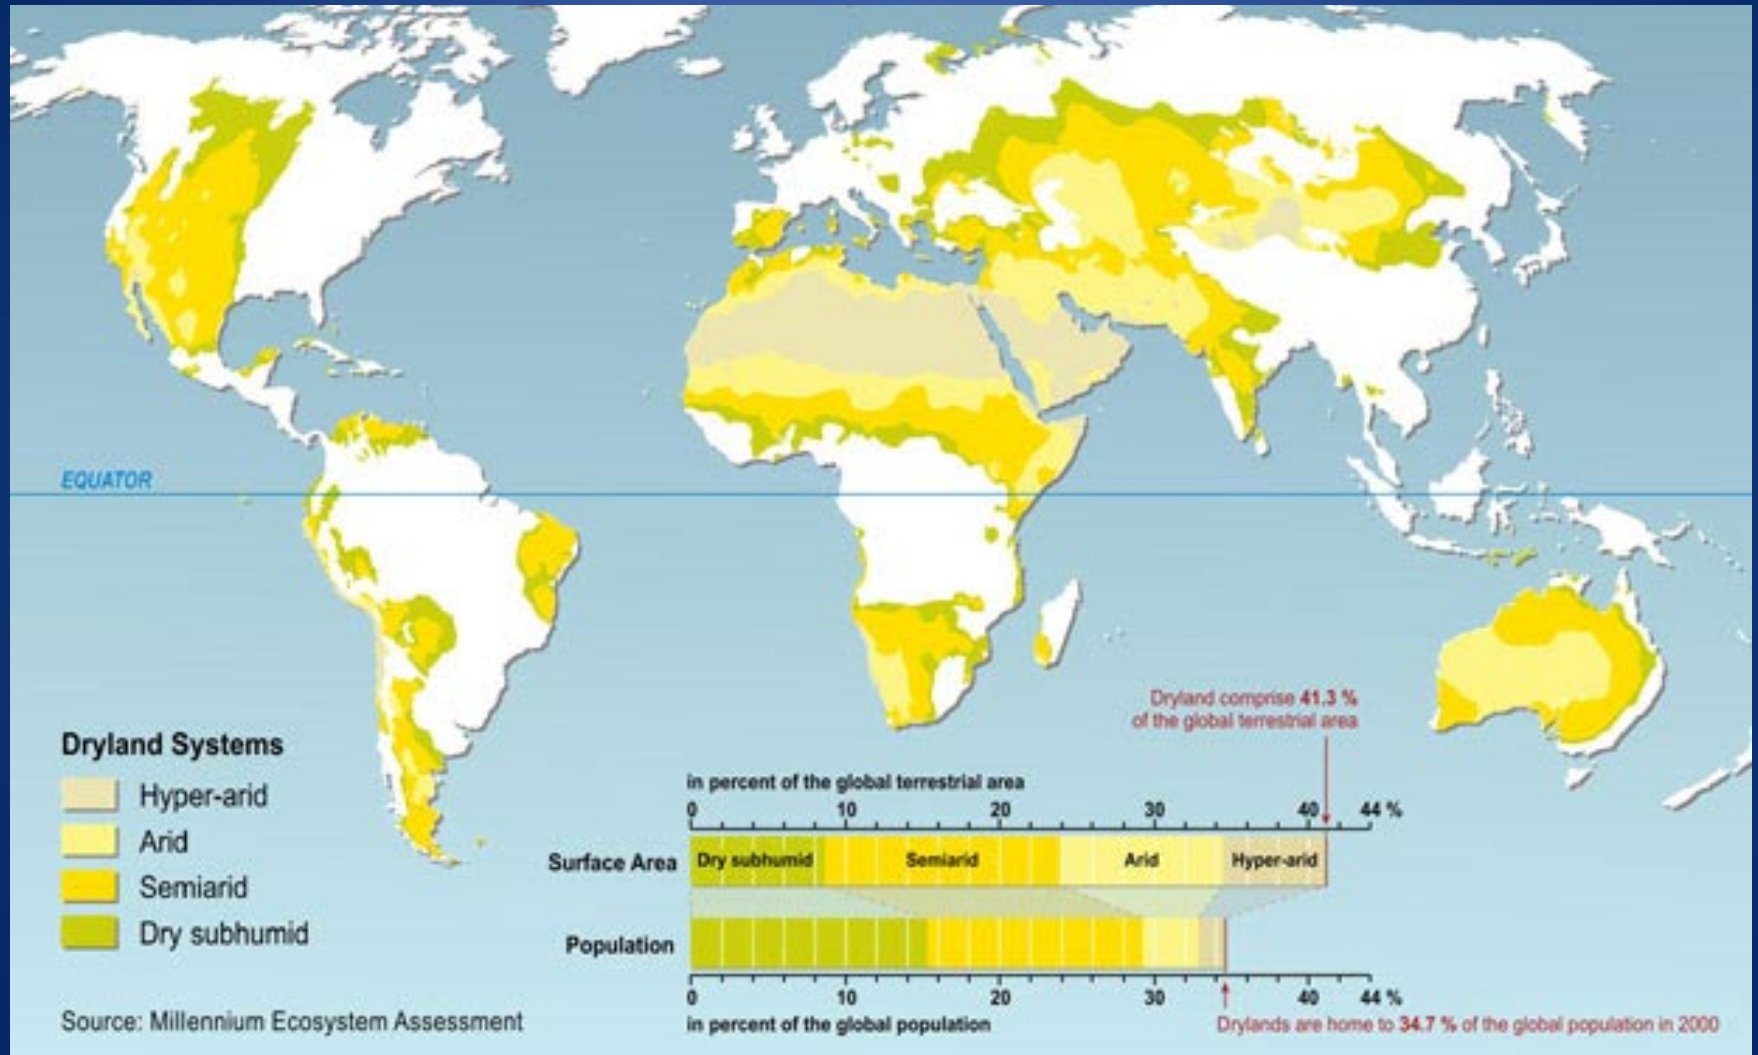 EQUATOR
Dryland comprise 41.3 %
of the global terrestrial area
Dryland Systems
Hyper-arid
Arid
Semiarid
Dry subhumid
in percent of the global terrestrial area
0 10 20 30 40 44 %
Surface Area Dry subhumid Semiarid Arid Hyper-arid
Population
0 10 20 30 40 44 %
in percent of the global population
Drylands are home to 34.7 % of the global population in 2000
Source: Millennium Ecosystem Assessment